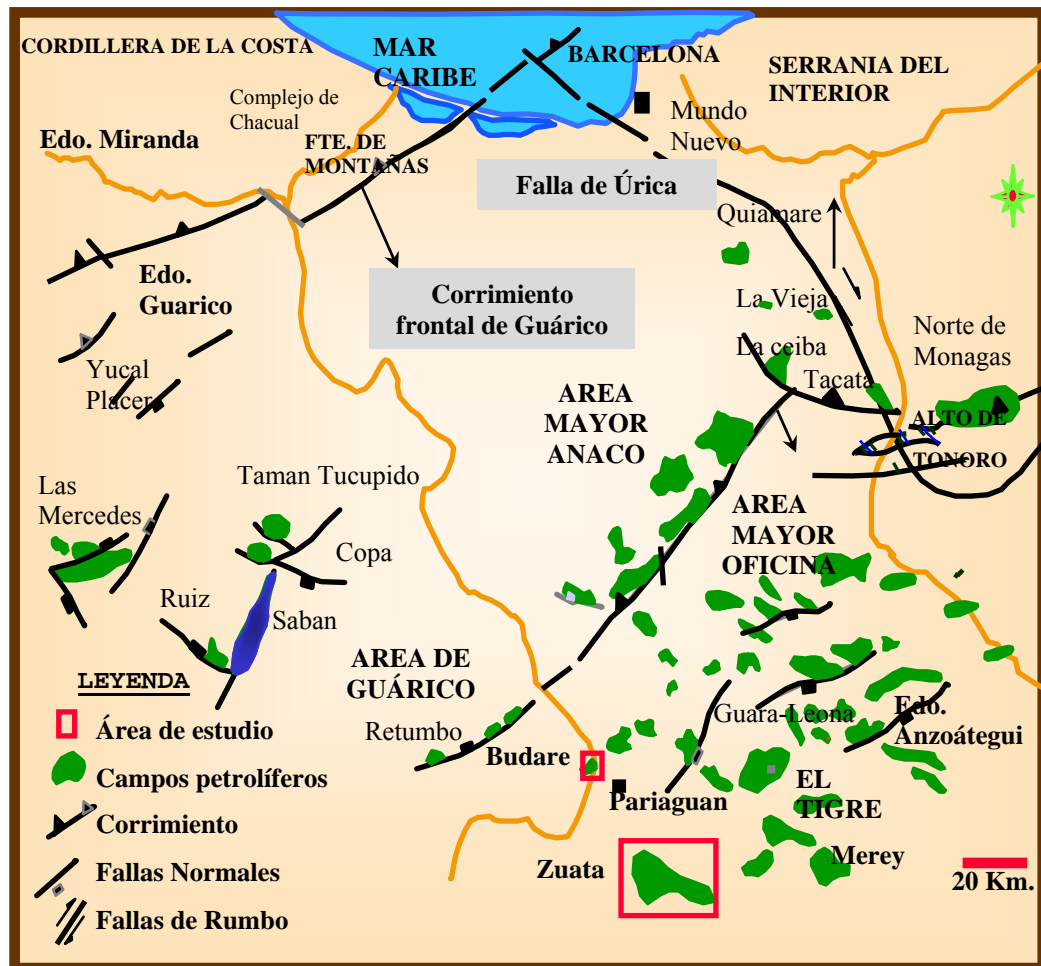 CORDILLERA DE LA COSTA
MAR
CARIBE
BARCELONA
SERRANIA DEL
INTERIOR
Complejo de
Chacual
Mundo
Nuevo
Edo. Miranda
FTE. DE
MONTAÑAS
Falla de Úrica
Quiamare
Edo.
Guarico
Corrimiento
frontal de Guárico
La Vieja
Norte de
Monagas
La ceiba
Yucal
Placer
Tacata
AREA
MAYOR
ANACO
ALTO DE
TONORO
Taman Tucupido
Las
Mercedes
AREA
MAYOR
OFICINA
Copa
Ruiz
Saban
AREA DE
GUÁRICO
LEYENDA
Guara-Leona
Edo.
Anzoátegui
Área de estudio
Retumbo
Budare
Campos petrolíferos
EL
TIGRE
Pariaguan
Corrimiento
Merey
Zuata
Fallas Normales
20 Km.
Fallas de Rumbo